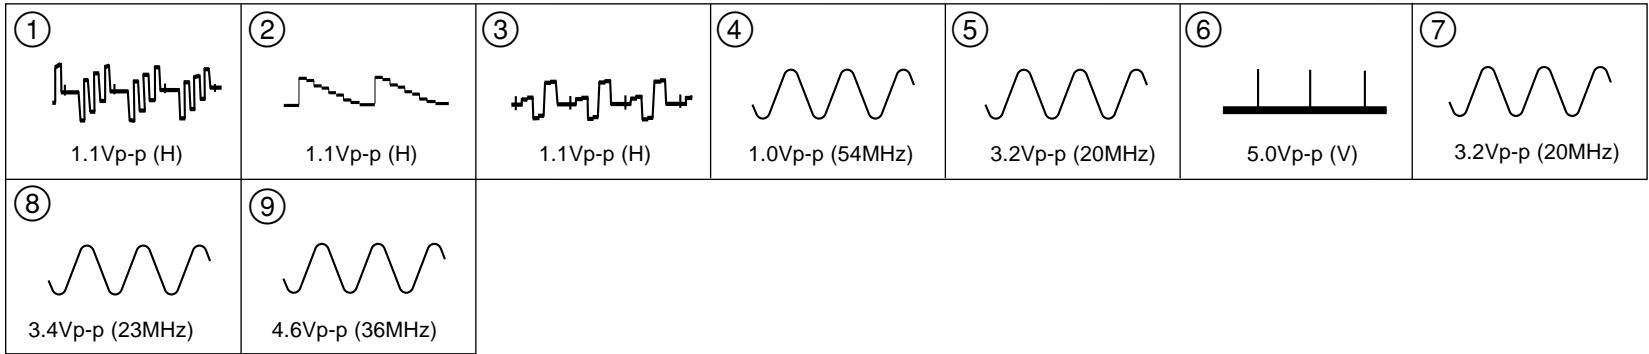 ① ② ③ ④ ⑤ ⑥ ⑦
1.1Vp-p (H) 1.1Vp-p (H) 1.1Vp-p (H) 1.0Vp-p (54MHz) 3.2Vp-p (20MHz) 5.0Vp-p (V) 3.2Vp-p (20MHz)
⑧ ⑨
3.4Vp-p (23MHz) 4.6Vp-p (36MHz)